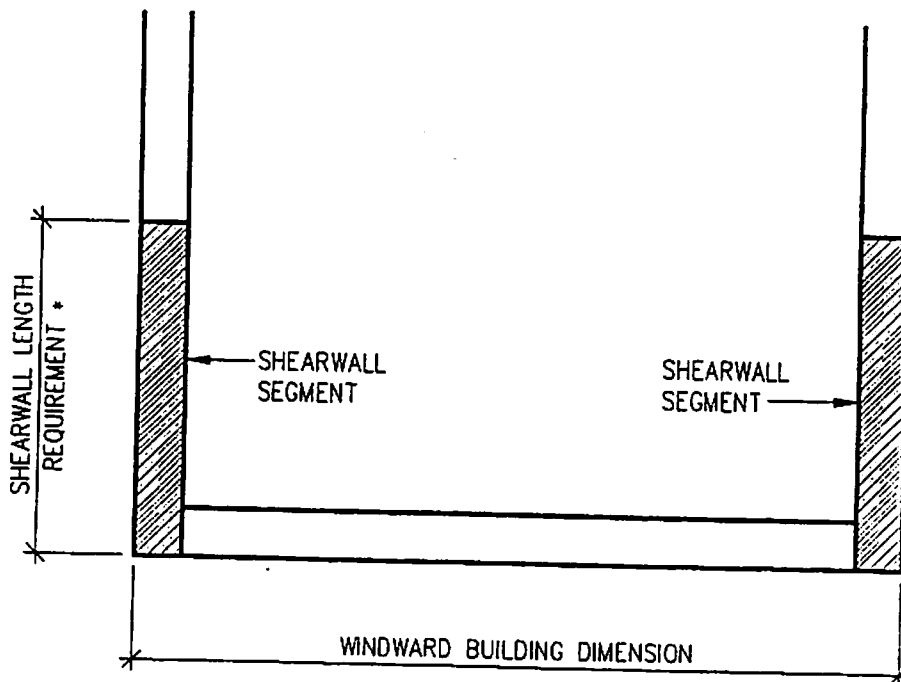 SHEARWALL LENGTH
REQUIREMENT *
SHEARWALL
SEGMENT
SHEARWALL
SEGMENT
WINDWARD BUILDING DIMENSION